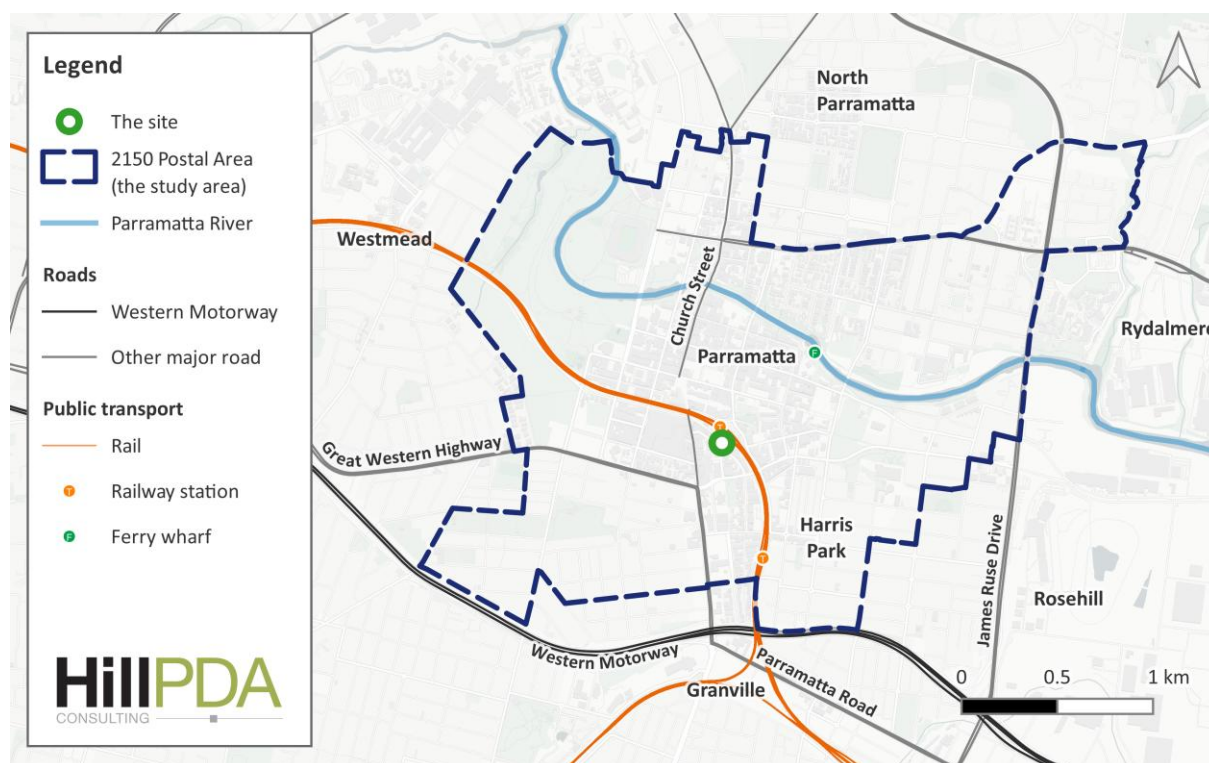 Legend
The site
2150 Postal Area
(the study area)
Parramatta River
Roads
Western Motorway
Other major road
Public transport
Rail
T
Railway station
F
Ferry wharf
HillPDA
CONSULTING
North
Parramatta
Westmead
Church Street
Parramatta
F
Rydalmere
Great Western Highway
T
Harris
Park
T
James Ruse Drive
Rosehill
Western Motorway
Parramatta Road
Granville
0 0.5 1 km